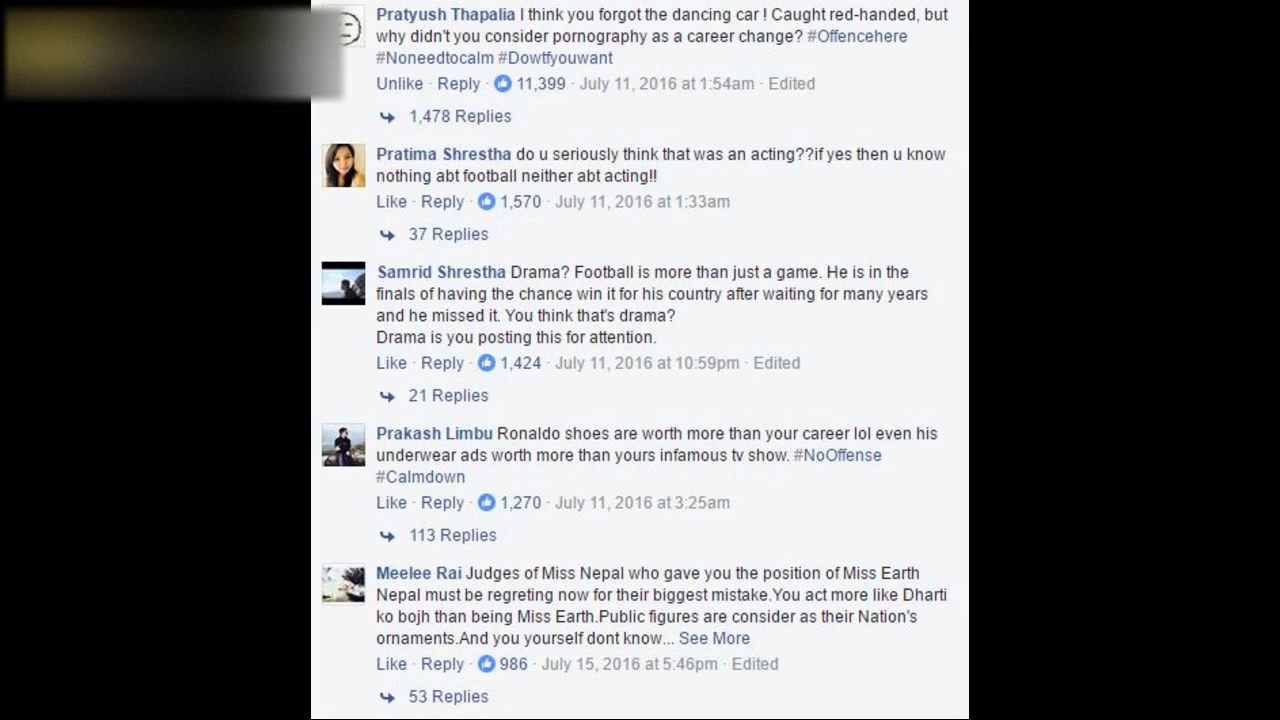 Pratyush Thapalia I think you forgot the dancing car ! Caught red-handed, but
why didn't you consider pornography as a career change? #Offencehere
#Noneedtocalm #Dowtfyouwant
Unlike · Reply · 11,399 · July 11, 2016 at 1:54am · Edited
1,478 Replies
Pratima Shrestha do u seriously think that was an acting??if yes then u know
nothing abt football neither abt acting!!
Like · Reply · 1,570 · July 11, 2016 at 1:33am
37 Replies
Samrid Shrestha Drama? Football is more than just a game. He is in the
finals of having the chance win it for his country after waiting for many years
and he missed it. You think that's drama?
Drama is you posting this for attention.
Like · Reply · 1,424 · July 11, 2016 at 10:59pm · Edited
21 Replies
Prakash Limbu Ronaldo shoes are worth more than your career lol even his
underwear ads worth more than yours infamous tv show. #NoOffense
#Calmdown
Like · Reply · 1,270 · July 11, 2016 at 3:25am
113 Replies
Meelee Rai Judges of Miss Nepal who gave you the position of Miss Earth
Nepal must be regreting now for their biggest mistake.You act more like Dharti
ko bojh than being Miss Earth.Public figures are consider as their Nation's
ornaments.And you yourself dont know... See More
Like · Reply · 986 · July 15, 2016 at 5:46pm · Edited
53 Replies